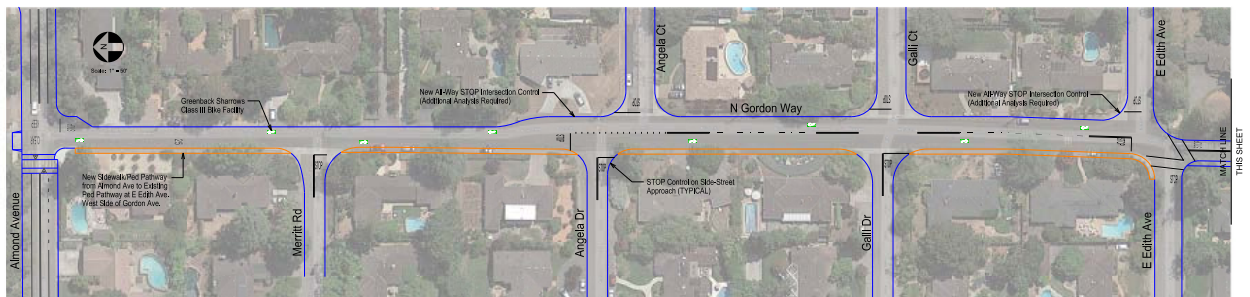 N
Scale: 1" = 50'
Greenback Sharrows
Class III Bike Facility
New All-Way STOP Intersection Control
(Additional Analysis Required)
Angela Ct
N Gordon Way
Galli Ct
New All-Way STOP Intersection Control
(Additional Analysis Required)
E Edith Ave
MATCH LINE
THIS SHEET
Almond Avenue
New Sidewalk/Ped Pathway
from Almond Ave to Existing
Ped Pathway at E Edith Ave.
West Side of Gordon Ave.
Merritt Rd
Angela Dr
STOP Control on Side-Street
Approach (TYPICAL)
Galli Dr
E Edith Ave